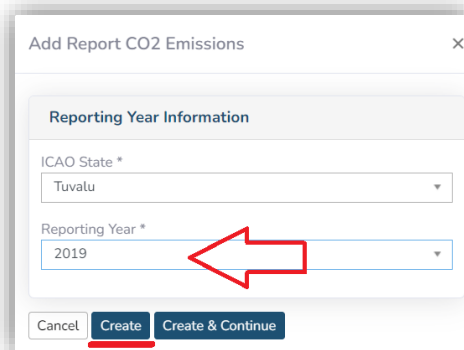 Add Report CO2 Emissions ×
Reporting Year Information
ICAO State *
Tuvalu
Reporting Year *
2019
Cancel Create Create & Continue